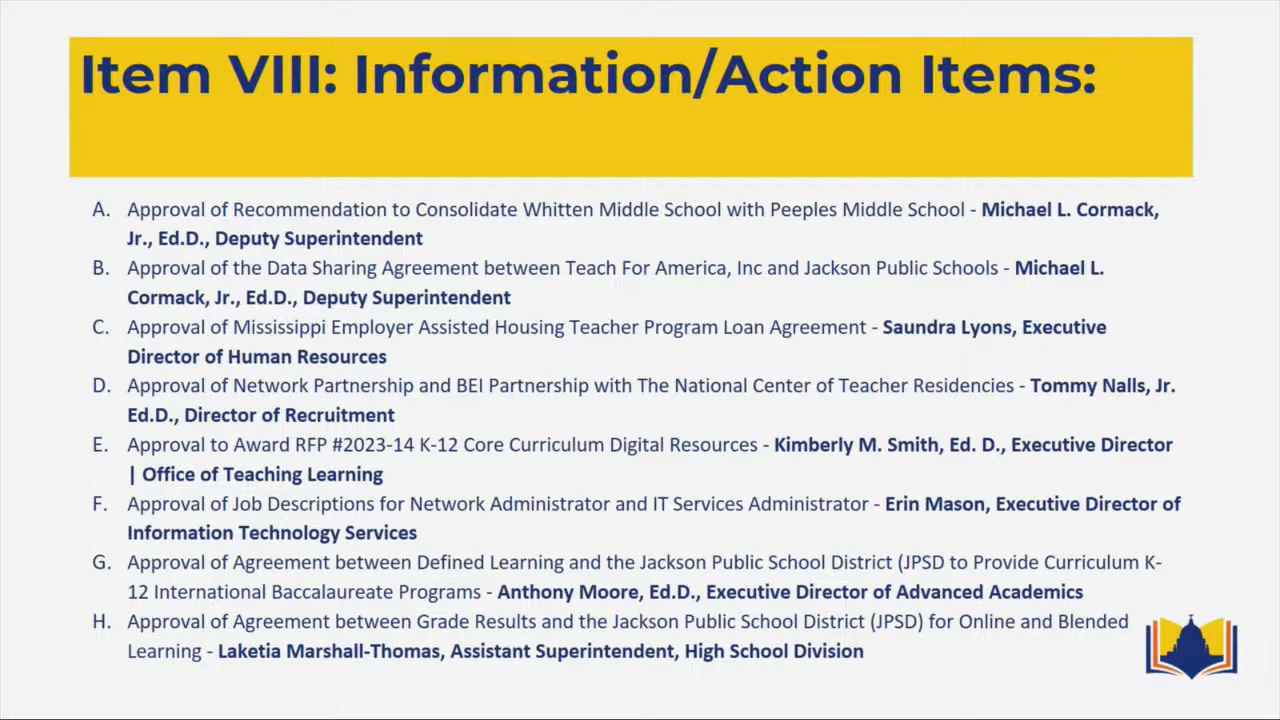 Item VIII: Information/Action Items:
A. Approval of Recommendation to Consolidate Whitten Middle School with Peeples Middle School - Michael L. Cormack,
Jr., Ed.D., Deputy Superintendent
B. Approval of the Data Sharing Agreement between Teach For America, Inc and Jackson Public Schools - Michael L.
Cormack, Jr., Ed.D., Deputy Superintendent
C. Approval of Mississippi Employer Assisted Housing Teacher Program Loan Agreement - Saundra Lyons, Executive
Director of Human Resources
D. Approval of Network Partnership and BEI Partnership with The National Center of Teacher Residencies - Tommy Nalls, Jr.
Ed.D., Director of Recruitment
E. Approval to Award RFP #2023-14 K-12 Core Curriculum Digital Resources - Kimberly M. Smith, Ed. D., Executive Director
| Office of Teaching Learning
F. Approval of Job Descriptions for Network Administrator and IT Services Administrator - Erin Mason, Executive Director of
Information Technology Services
G. Approval of Agreement between Defined Learning and the Jackson Public School District (JPSD to Provide Curriculum K-
12 International Baccalaureate Programs - Anthony Moore, Ed.D., Executive Director of Advanced Academics
H. Approval of Agreement between Grade Results and the Jackson Public School District (JPSD) for Online and Blended
Learning - Laketia Marshall-Thomas, Assistant Superintendent, High School Division